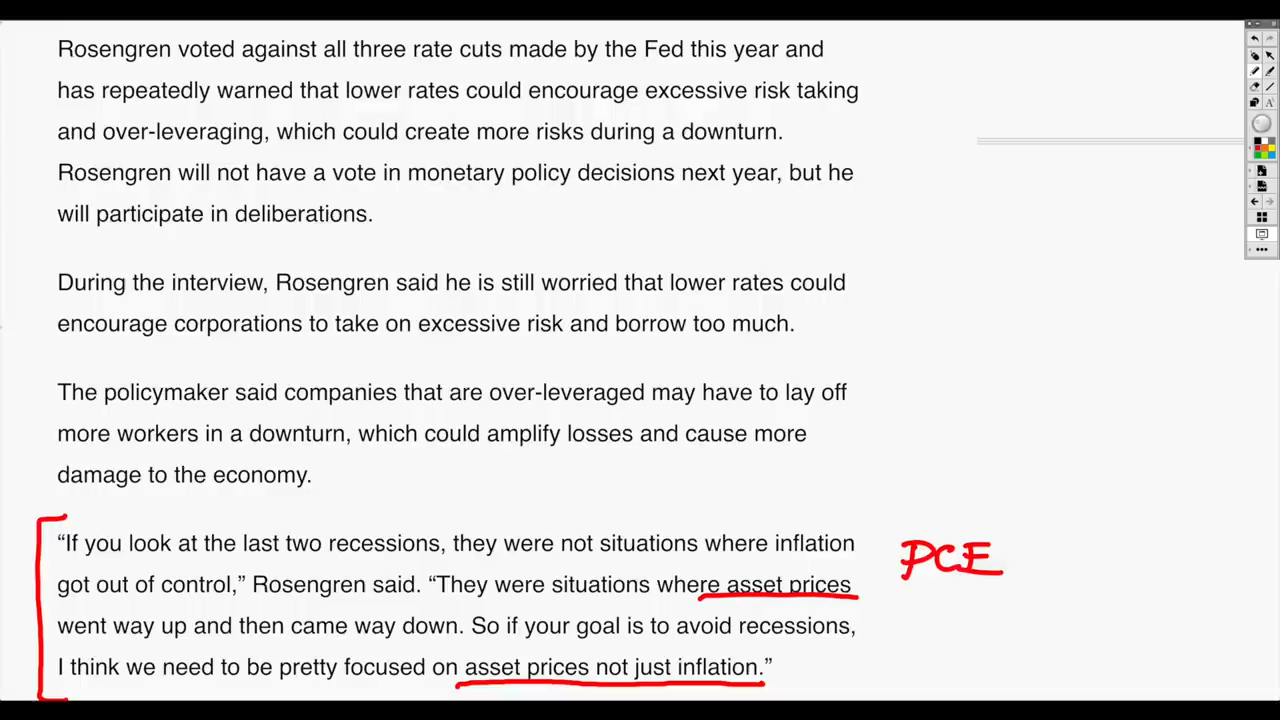 Rosengren voted against all three rate cuts made by the Fed this year and
has repeatedly warned that lower rates could encourage excessive risk taking
and over-leveraging, which could create more risks during a downturn.
Rosengren will not have a vote in monetary policy decisions next year, but he
will participate in deliberations.
During the interview, Rosengren said he is still worried that lower rates could
encourage corporations to take on excessive risk and borrow too much.
The policymaker said companies that are over-leveraged may have to lay off
more workers in a downturn, which could amplify losses and cause more
damage to the economy.
“If you look at the last two recessions, they were not situations where inflation
got out of control,” Rosengren said. “They were situations where asset prices
went way up and then came way down. So if your goal is to avoid recessions,
I think we need to be pretty focused on asset prices not just inflation.”
PCE